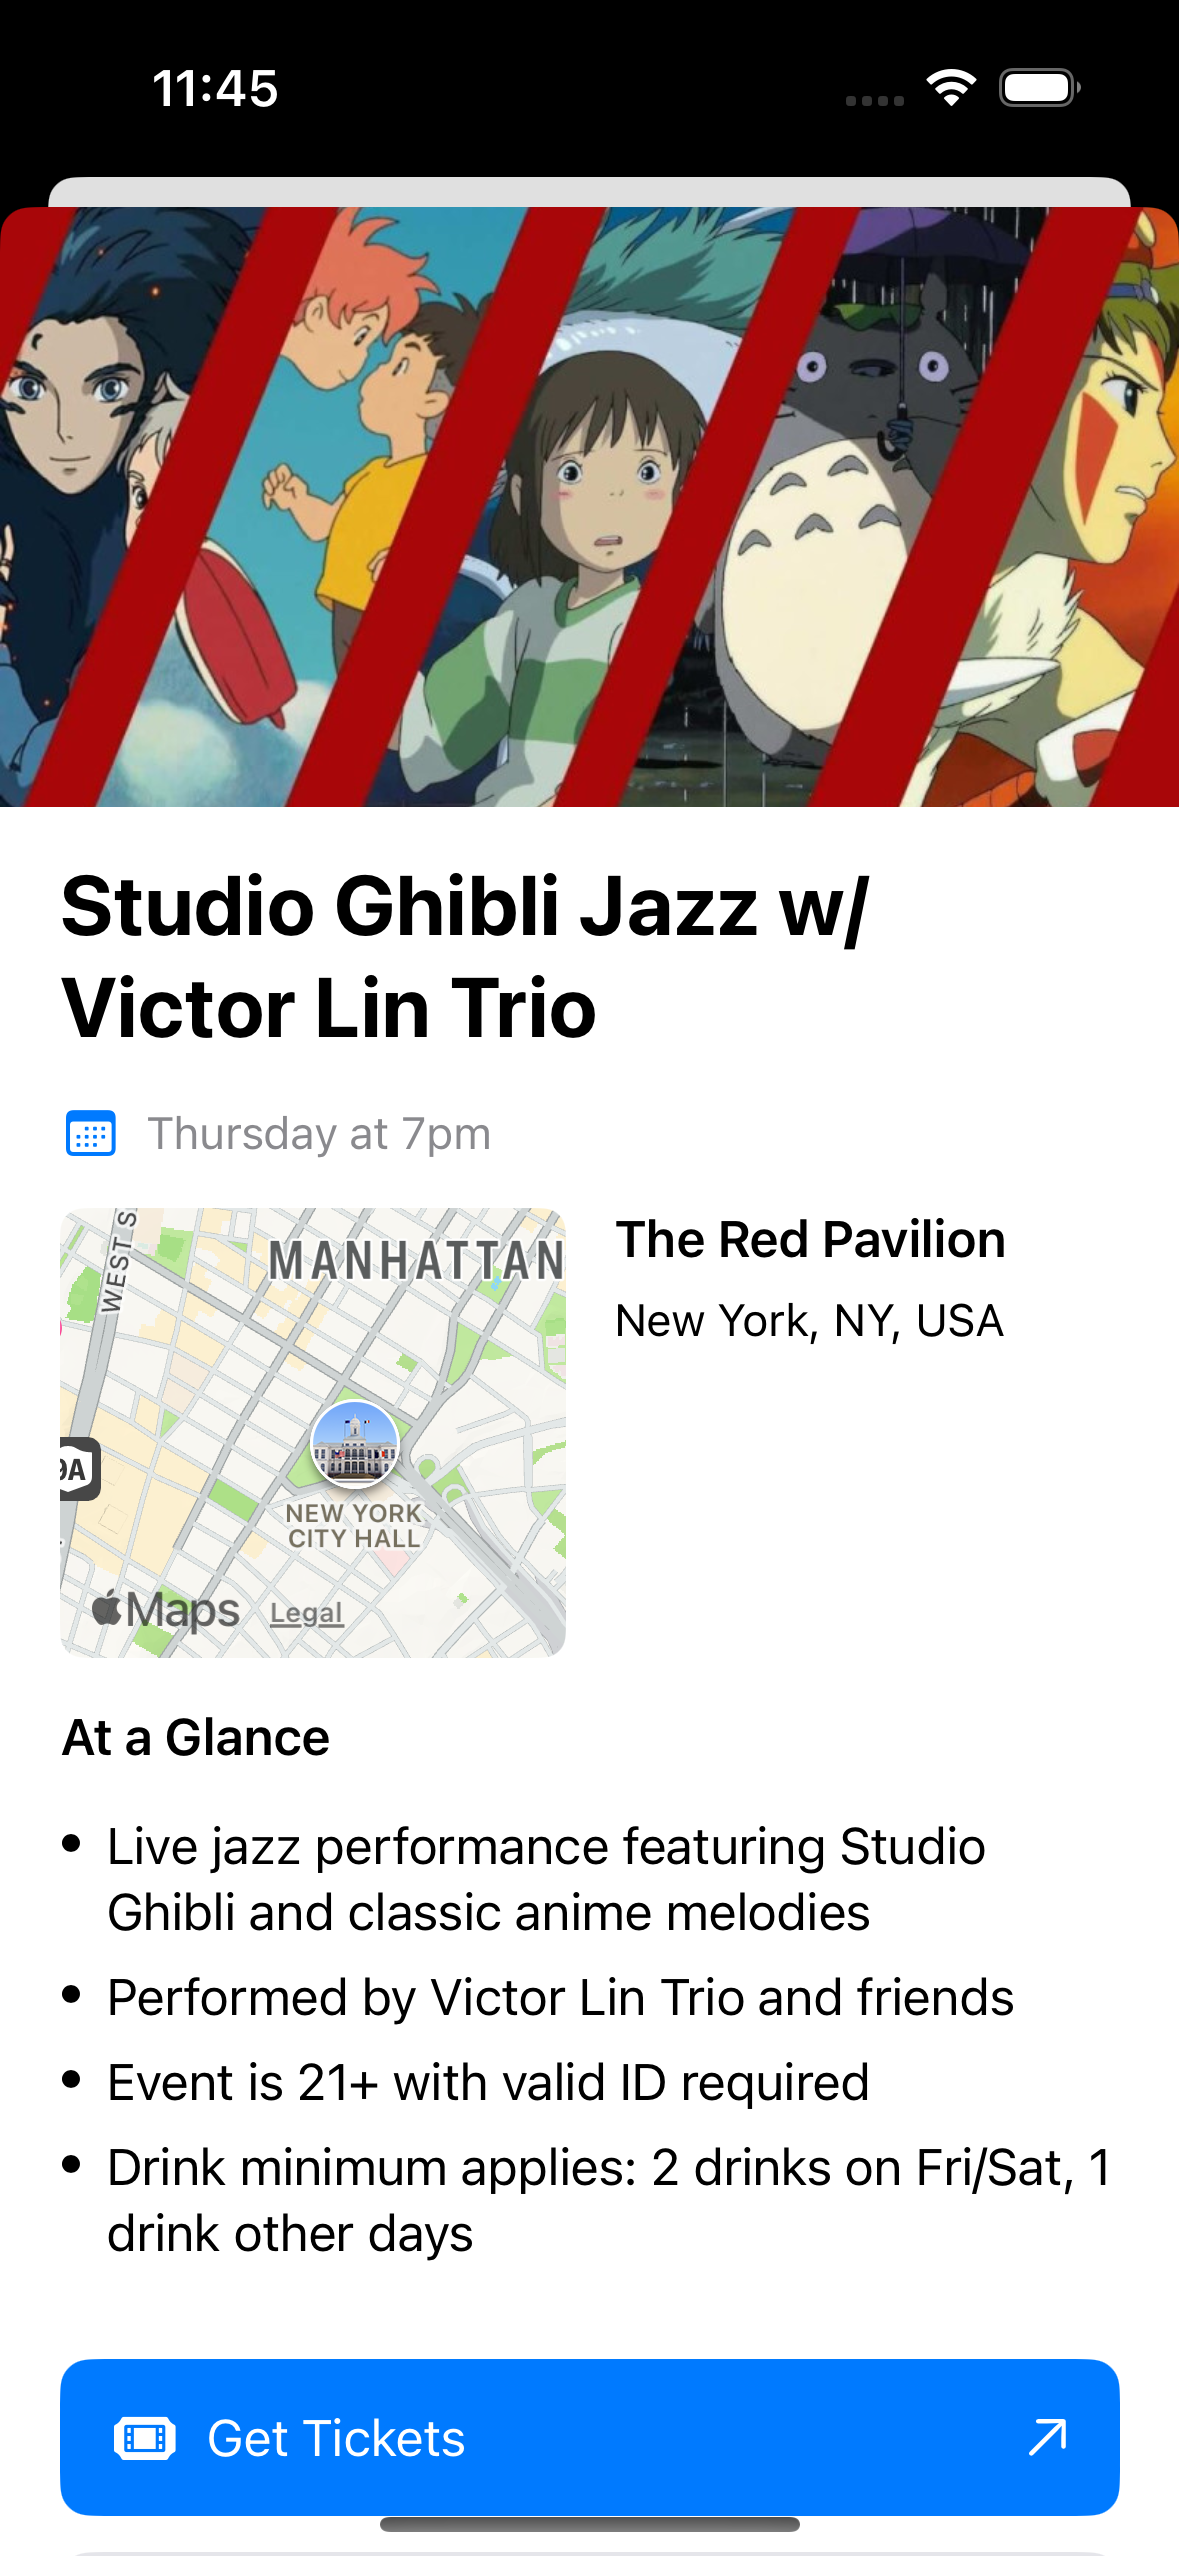 11:45
Studio Ghibli Jazz w/
Victor Lin Trio
Thursday at 7pm
WEST S
MANHATTAN
9A
NEW YORK
CITY HALL
Maps Legal
The Red Pavilion
New York, NY, USA
At a Glance
• Live jazz performance featuring Studio
Ghibli and classic anime melodies
• Performed by Victor Lin Trio and friends
• Event is 21+ with valid ID required
• Drink minimum applies: 2 drinks on Fri/Sat, 1
drink other days
Get Tickets